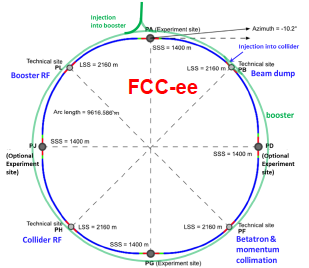 Injection
into booster
PA (Experiment site)
Azimuth = -10.2°
SSS = 1400 m
Injection into collider
Technical site
PL
LSS = 2160 m
LSS = 2160 m
Technical site
PB
Booster RF
Beam dump
FCC-ee
Arc length = 9616.586 m
booster
SSS = 1400 m
PJ
(Optional
Experiment
site)
PD
SSS = 1400 m
(Optional
Experiment
site)
Technical site
PH
LSS = 2160 m
LSS = 2160 m
Technical site
PF
Collider RF
SSS = 1400 m
PG (Experiment site)
Betatron &
momentum
collimation